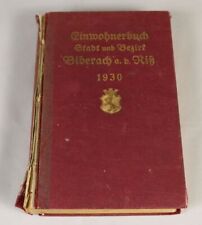 Einwohnerbuch
Stadt und Bezirk
Biberach a. d. Riß
1930